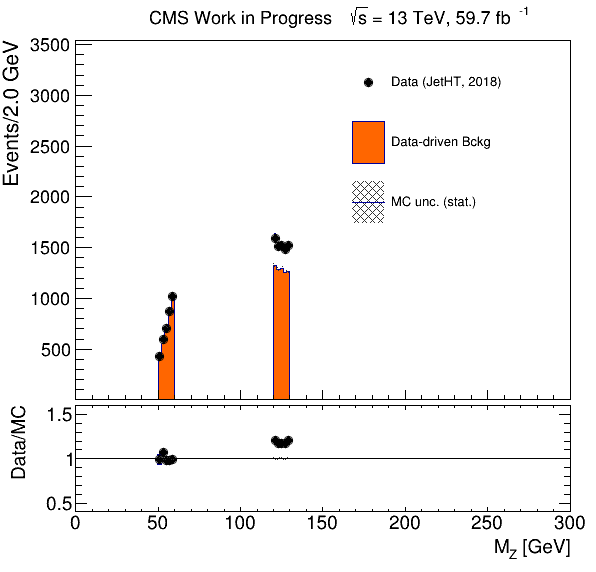 CMS Work in Progress √s = 13 TeV, 59.7 fb -1
Events/2.0 GeV
3500
3000
2500
2000
1500
1000
500
Data (JetHT, 2018)
Data-driven Bckg
MC unc. (stat.)
Data/MC
1.5
1
0.5
0 50 100 150 200 250 300
M_Z [GeV]